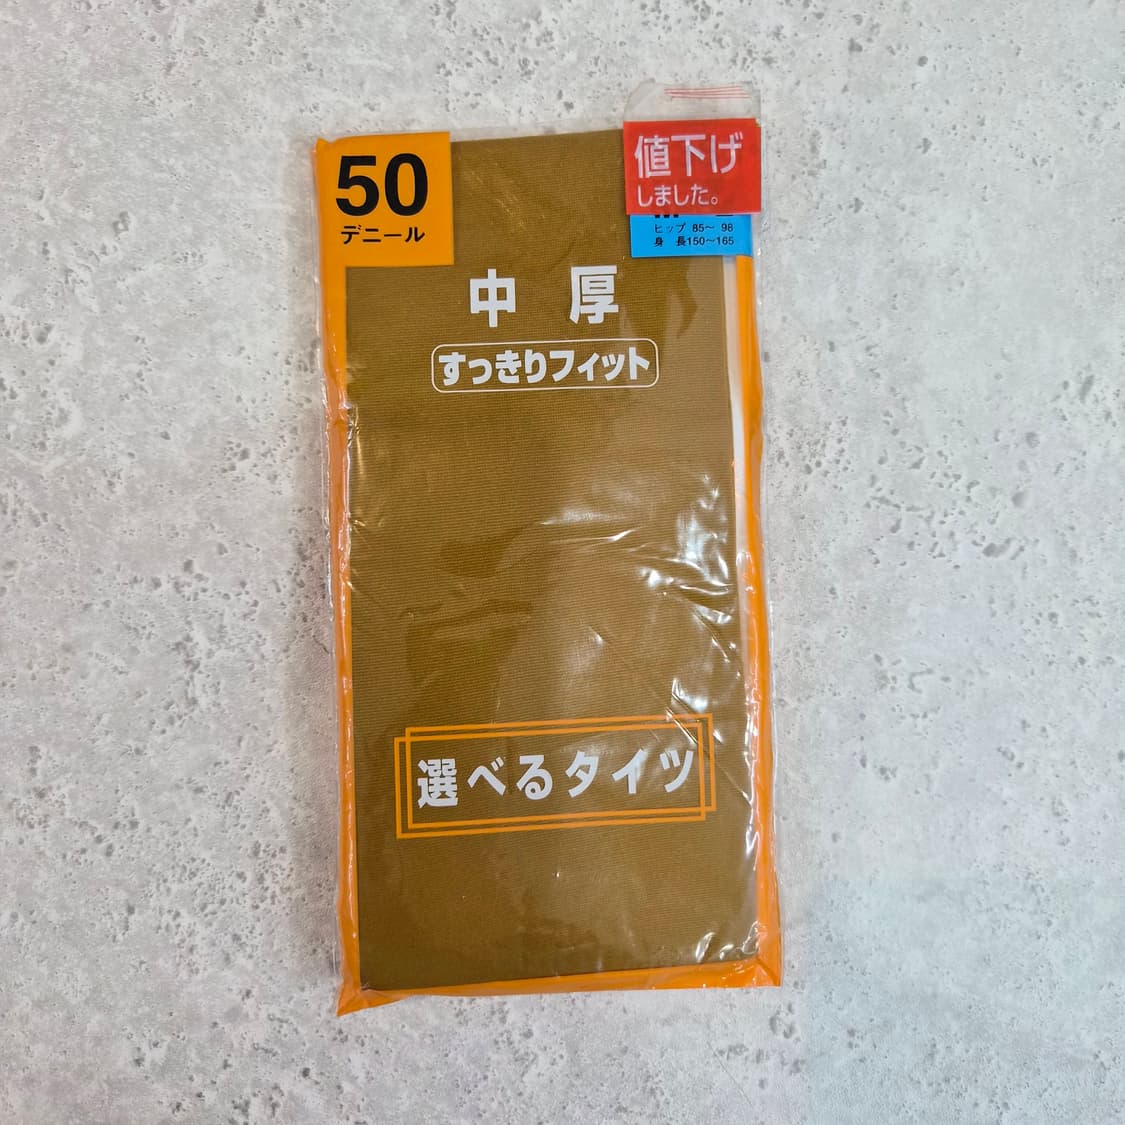 50
デニール
値下げ
しました。
ヒップ 85〜 98
身 長150〜165
中 厚
すっきりフィット
選べるタイツ